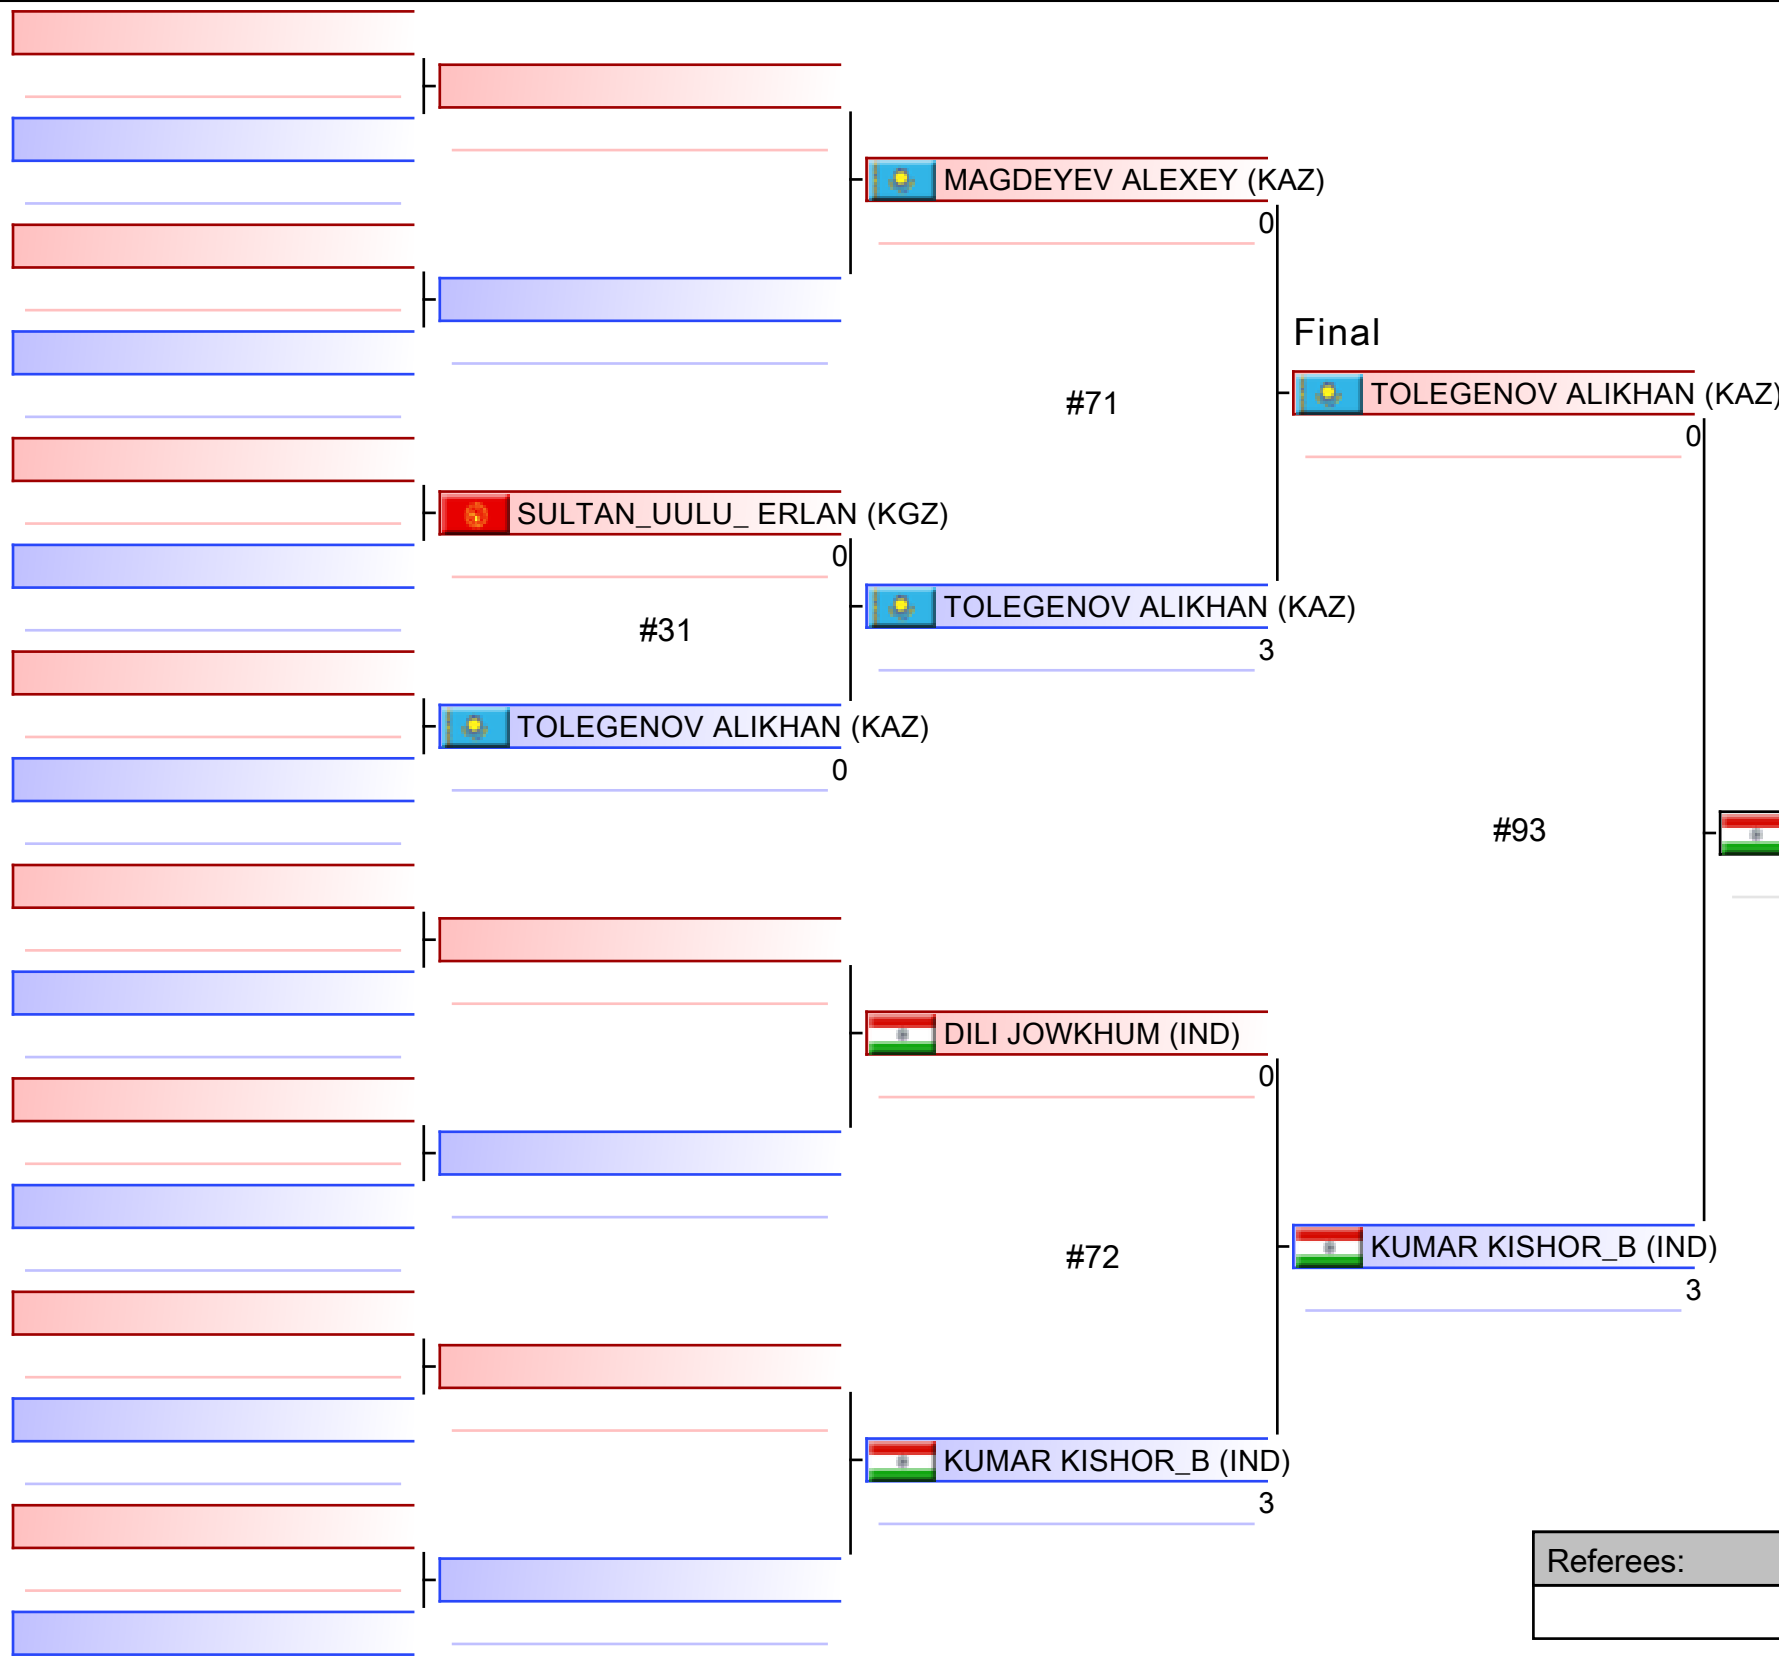 MAGDEYEV ALEXEY (KAZ)
0
Final
#71
TOLEGENOV ALIKHAN (KAZ)
0
SULTAN_UULU_ ERLAN (KGZ)
0
TOLEGENOV ALIKHAN (KAZ)
#31
3
TOLEGENOV ALIKHAN (KAZ)
0
#93
DILI JOWKHUM (IND)
0
#72
KUMAR KISHOR_B (IND)
3
KUMAR KISHOR_B (IND)
3
Referees: